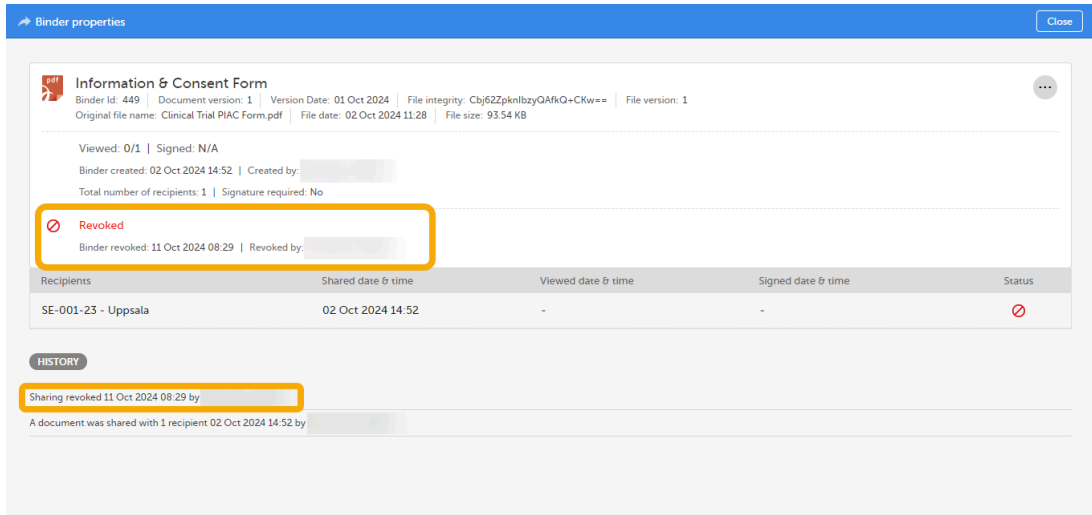 Binder properties
Close
pdf
Information & Consent Form
Binder Id: 449 | Document version: 1 | Version Date: 01 Oct 2024 | File integrity: Cbj62ZpknIbzyQAfkQ+CKw== | File version: 1
Original file name: Clinical Trial PIAC Form.pdf | File date: 02 Oct 2024 11:28 | File size: 93.54 KB
Viewed: 0/1 | Signed: N/A
Binder created: 02 Oct 2024 14:52 | Created by:
Total number of recipients: 1 | Signature required: No
Revoked
Binder revoked: 11 Oct 2024 08:29 | Revoked by:
Recipients Shared date & time Viewed date & time Signed date & time Status
SE-001-23 - Uppsala 02 Oct 2024 14:52 - -
HISTORY
Sharing revoked 11 Oct 2024 08:29 by
A document was shared with 1 recipient 02 Oct 2024 14:52 by